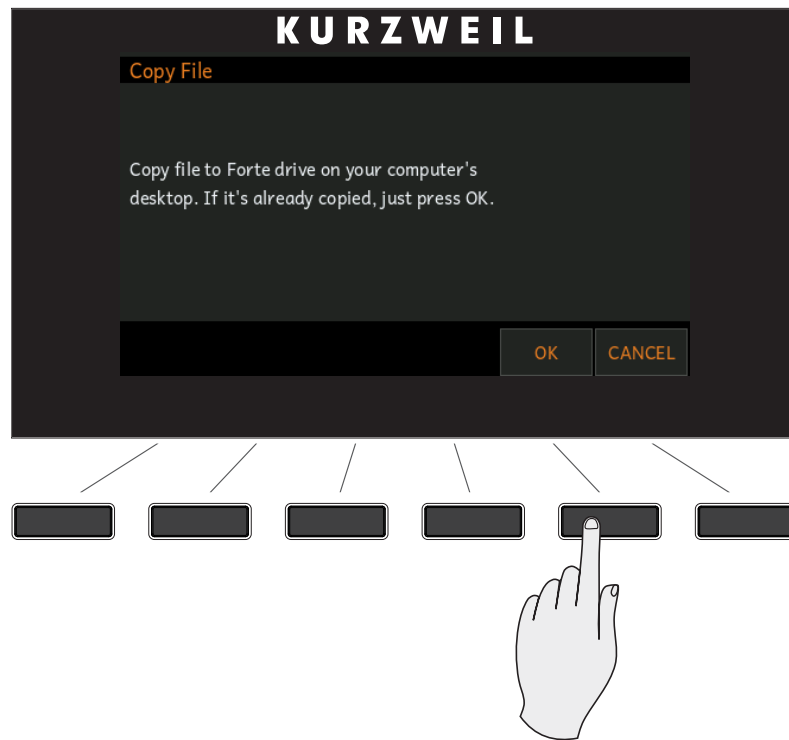 KURZWEIL
Copy File
Copy file to Forte drive on your computer's
desktop. If it's already copied, just press OK.
OK CANCEL